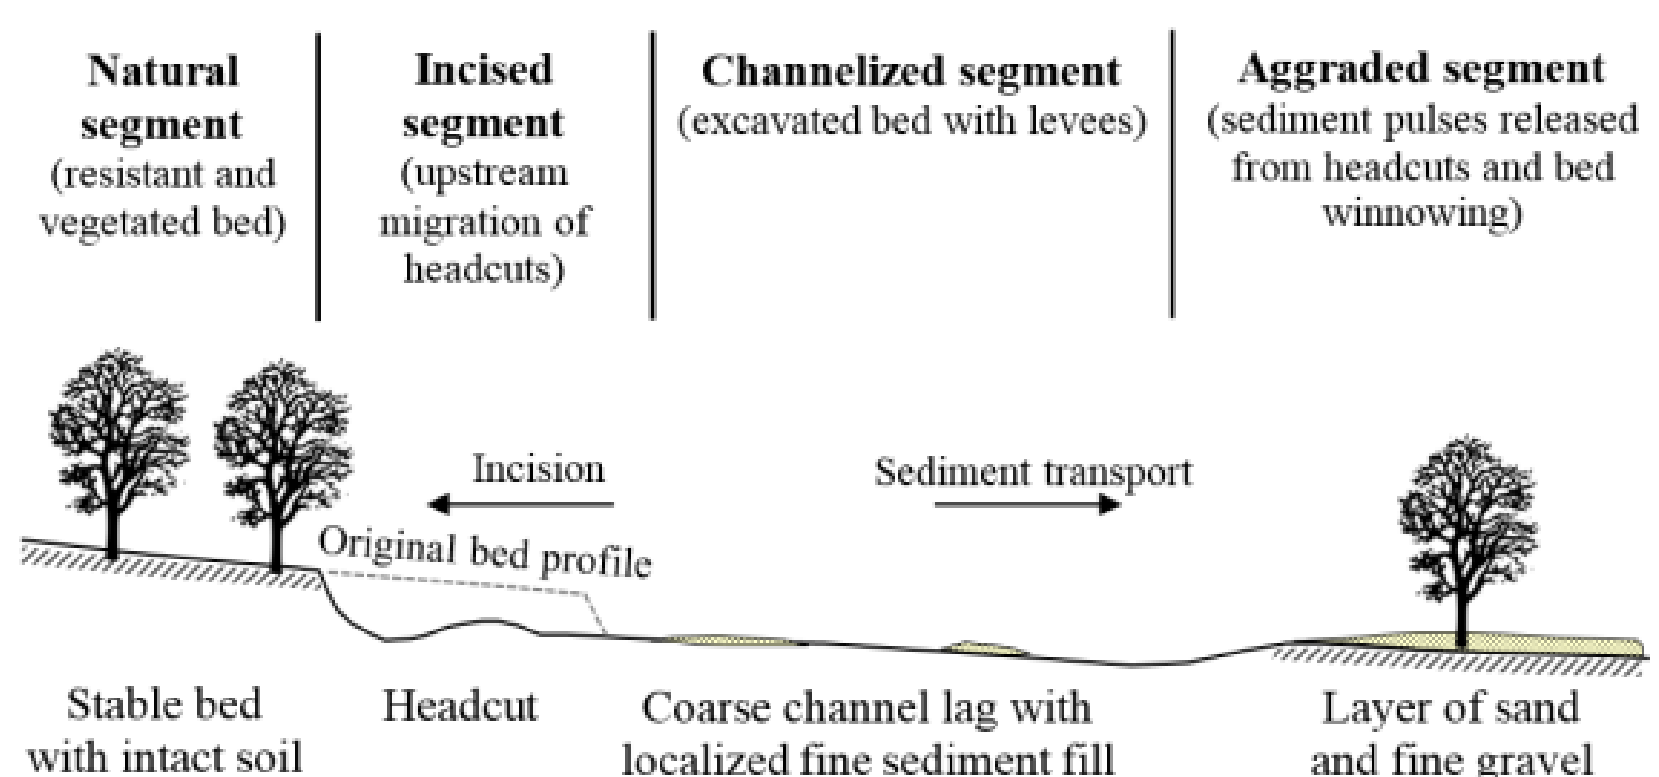 Natural
segment
(resistant and
vegetated bed)
Incised
segment
(upstream
migration of
headcuts)
Channelized segment
(excavated bed with levees)
Aggraded segment
(sediment pulses released
from headcuts and bed
winnowing)
Incision
Sediment transport
Original bed profile
Stable bed
with intact soil
Headcut
Coarse channel lag with
localized fine sediment fill
Layer of sand
and fine gravel